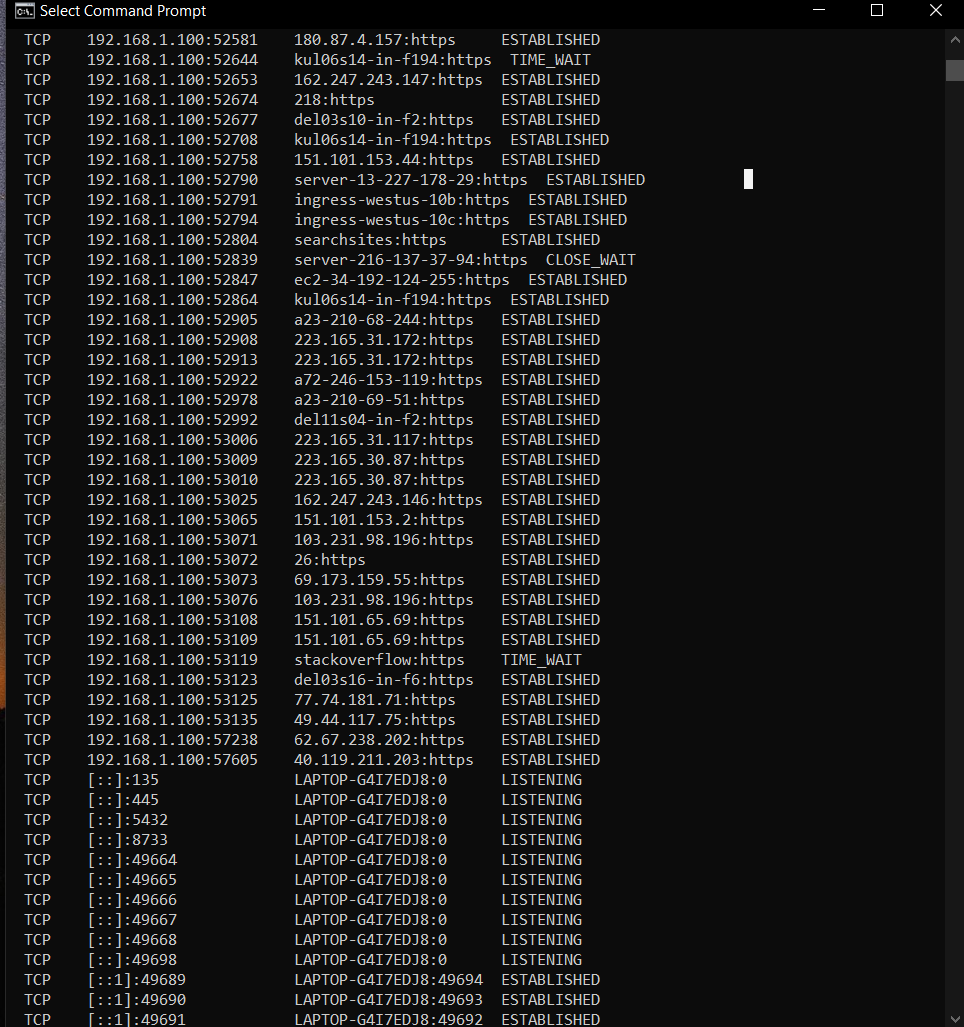 Select Command Prompt
TCP 192.168.1.100:52581 180.87.4.157:https ESTABLISHED
TCP 192.168.1.100:52644 kul06s14-in-f194:https TIME_WAIT
TCP 192.168.1.100:52653 162.247.243.147:https ESTABLISHED
TCP 192.168.1.100:52674 218:https ESTABLISHED
TCP 192.168.1.100:52677 del03s10-in-f2:https ESTABLISHED
TCP 192.168.1.100:52708 kul06s14-in-f194:https ESTABLISHED
TCP 192.168.1.100:52758 151.101.153.44:https ESTABLISHED
TCP 192.168.1.100:52790 server-13-227-178-29:https ESTABLISHED
TCP 192.168.1.100:52791 ingress-westus-10b:https ESTABLISHED
TCP 192.168.1.100:52794 ingress-westus-10c:https ESTABLISHED
TCP 192.168.1.100:52804 searchsites:https ESTABLISHED
TCP 192.168.1.100:52839 server-216-137-37-94:https CLOSE_WAIT
TCP 192.168.1.100:52847 ec2-34-192-124-255:https ESTABLISHED
TCP 192.168.1.100:52864 kul06s14-in-f194:https ESTABLISHED
TCP 192.168.1.100:52905 a23-210-68-244:https ESTABLISHED
TCP 192.168.1.100:52908 223.165.31.172:https ESTABLISHED
TCP 192.168.1.100:52913 223.165.31.172:https ESTABLISHED
TCP 192.168.1.100:52922 a72-246-153-119:https ESTABLISHED
TCP 192.168.1.100:52978 a23-210-69-51:https ESTABLISHED
TCP 192.168.1.100:52992 del11s04-in-f2:https ESTABLISHED
TCP 192.168.1.100:53006 223.165.31.117:https ESTABLISHED
TCP 192.168.1.100:53009 223.165.30.87:https ESTABLISHED
TCP 192.168.1.100:53010 223.165.30.87:https ESTABLISHED
TCP 192.168.1.100:53025 162.247.243.146:https ESTABLISHED
TCP 192.168.1.100:53065 151.101.153.2:https ESTABLISHED
TCP 192.168.1.100:53071 103.231.98.196:https ESTABLISHED
TCP 192.168.1.100:53072 26:https ESTABLISHED
TCP 192.168.1.100:53073 69.173.159.55:https ESTABLISHED
TCP 192.168.1.100:53076 103.231.98.196:https ESTABLISHED
TCP 192.168.1.100:53108 151.101.65.69:https ESTABLISHED
TCP 192.168.1.100:53109 151.101.65.69:https ESTABLISHED
TCP 192.168.1.100:53119 stackoverflow:https TIME_WAIT
TCP 192.168.1.100:53123 del03s16-in-f6:https ESTABLISHED
TCP 192.168.1.100:53125 77.74.181.71:https ESTABLISHED
TCP 192.168.1.100:53135 49.44.117.75:https ESTABLISHED
TCP 192.168.1.100:57238 62.67.238.202:https ESTABLISHED
TCP 192.168.1.100:57605 40.119.211.203:https ESTABLISHED
TCP [::]:135 LAPTOP-G4I7EDJ8:0 LISTENING
TCP [::]:445 LAPTOP-G4I7EDJ8:0 LISTENING
TCP [::]:5432 LAPTOP-G4I7EDJ8:0 LISTENING
TCP [::]:8733 LAPTOP-G4I7EDJ8:0 LISTENING
TCP [::]:49664 LAPTOP-G4I7EDJ8:0 LISTENING
TCP [::]:49665 LAPTOP-G4I7EDJ8:0 LISTENING
TCP [::]:49666 LAPTOP-G4I7EDJ8:0 LISTENING
TCP [::]:49667 LAPTOP-G4I7EDJ8:0 LISTENING
TCP [::]:49668 LAPTOP-G4I7EDJ8:0 LISTENING
TCP [::]:49698 LAPTOP-G4I7EDJ8:0 LISTENING
TCP [::1]:49689 LAPTOP-G4I7EDJ8:49694 ESTABLISHED
TCP [::1]:49690 LAPTOP-G4I7EDJ8:49693 ESTABLISHED
TCP [::1]:49691 LAPTOP-G4I7EDJ8:49692 ESTABLISHED